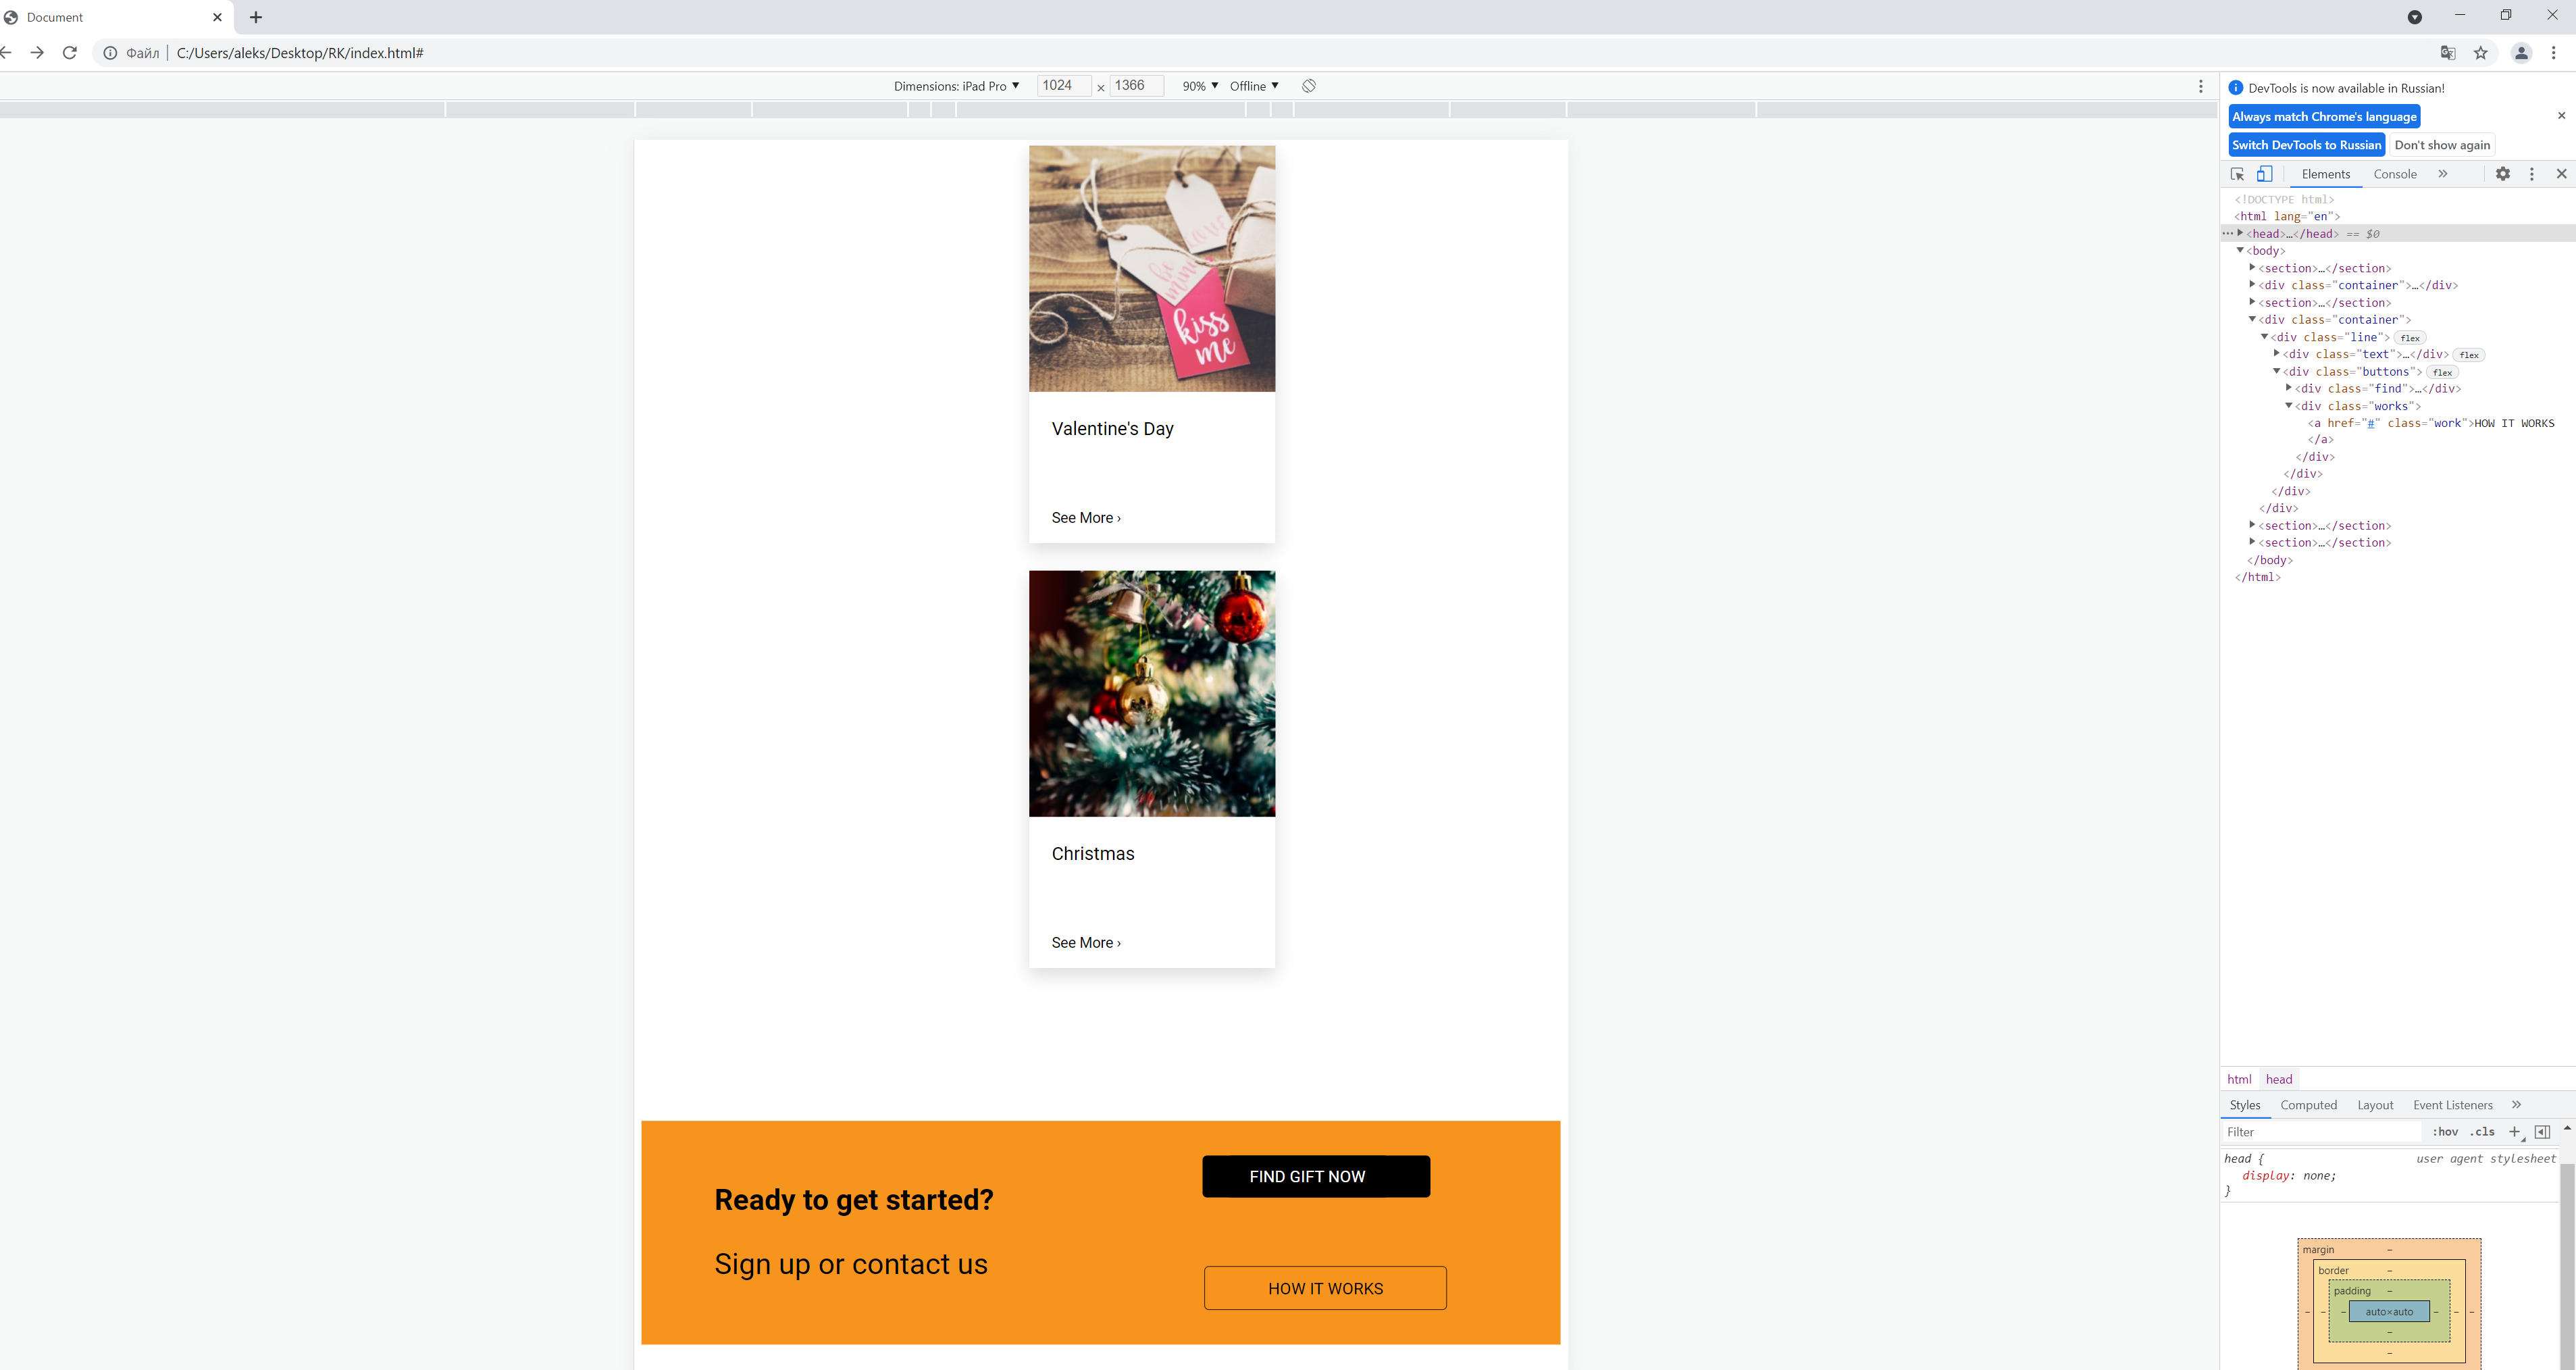 Document
Файл | C:/Users/aleks/Desktop/RK/index.html#
Dimensions: iPad Pro ▼ 1024 × 1366 90% ▼ Offline ▼
love
be mine
kiss me
Valentine's Day
See More ›
Christmas
See More ›
Ready to get started?
Sign up or contact us
FIND GIFT NOW
HOW IT WORKS
DevTools is now available in Russian!
Always match Chrome's language
Switch DevTools to Russian Don't show again
Elements Console »
<!DOCTYPE html>
<html lang="en">
<head>…</head> == $0
<body>
<section>…</section>
<div class="container">…</div>
<section>…</section>
<div class="container">
<div class="line"> flex
<div class="text">…</div> flex
<div class="buttons"> flex
<div class="find">…</div>
<div class="works">
<a href="#" class="work">HOW IT WORKS
</a>
</div>
</div>
</div>
</div>
<section>…</section>
<section>…</section>
</body>
</html>
html head
Styles Computed Layout Event Listeners »
Filter :hov .cls +
head { user agent stylesheet
display: none;
}
margin –
border –
padding –
– – – auto×auto – – –
–
–